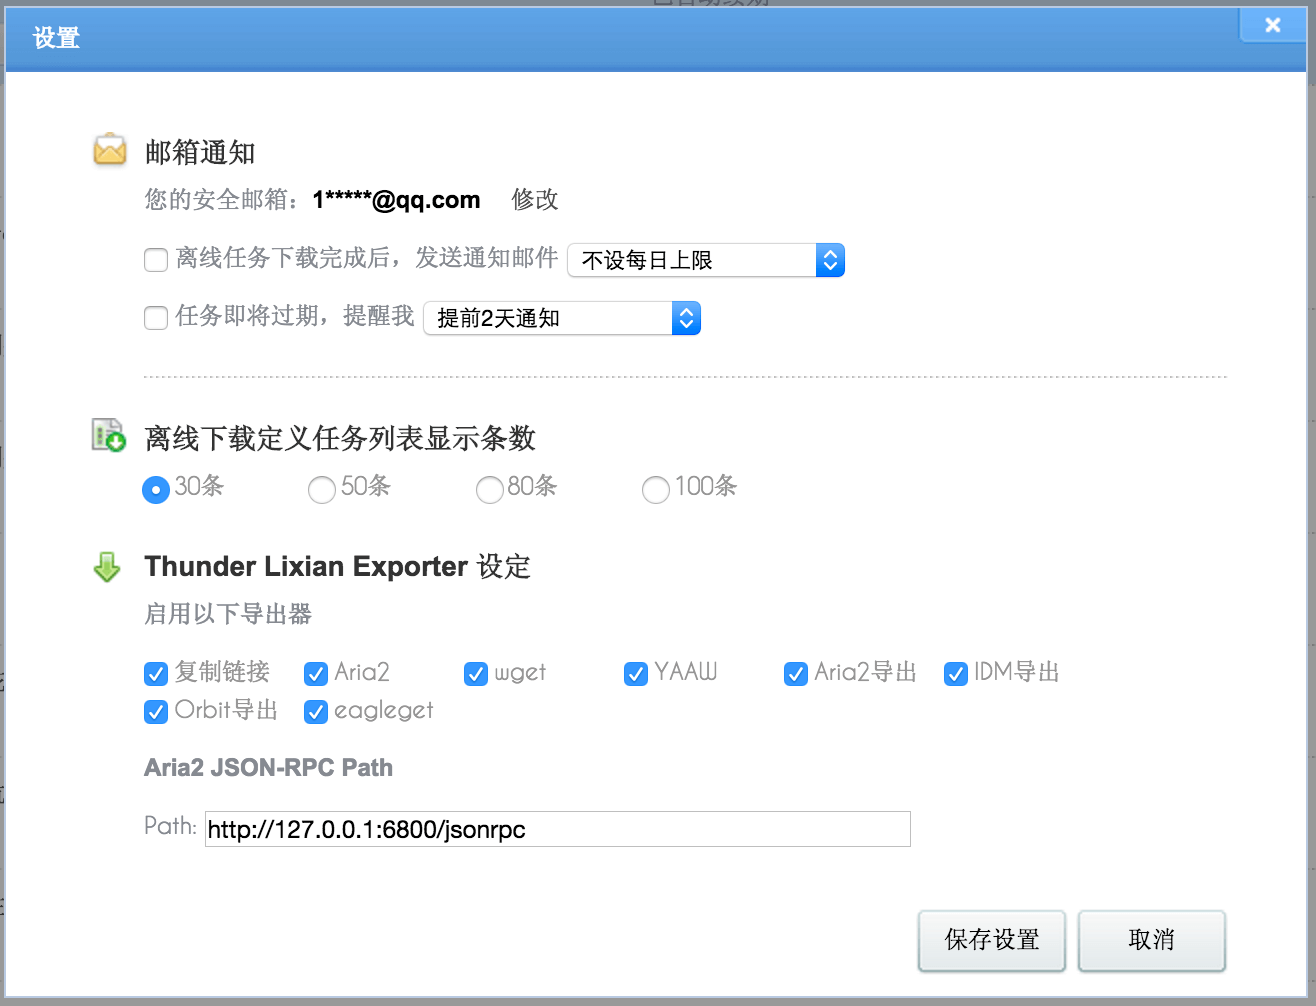 设置
邮箱通知
您的安全邮箱：1*****@qq.com 修改
离线任务下载完成后，发送通知邮件 不设每日上限
任务即将过期，提醒我 提前2天通知
离线下载定义任务列表显示条数
30条 50条 80条 100条
Thunder Lixian Exporter 设定
启用以下导出器
复制链接 Aria2 wget YAAW Aria2导出 IDM导出
Orbit导出 eagleget
Aria2 JSON-RPC Path
Path: http://127.0.0.1:6800/jsonrpc
保存设置 取消